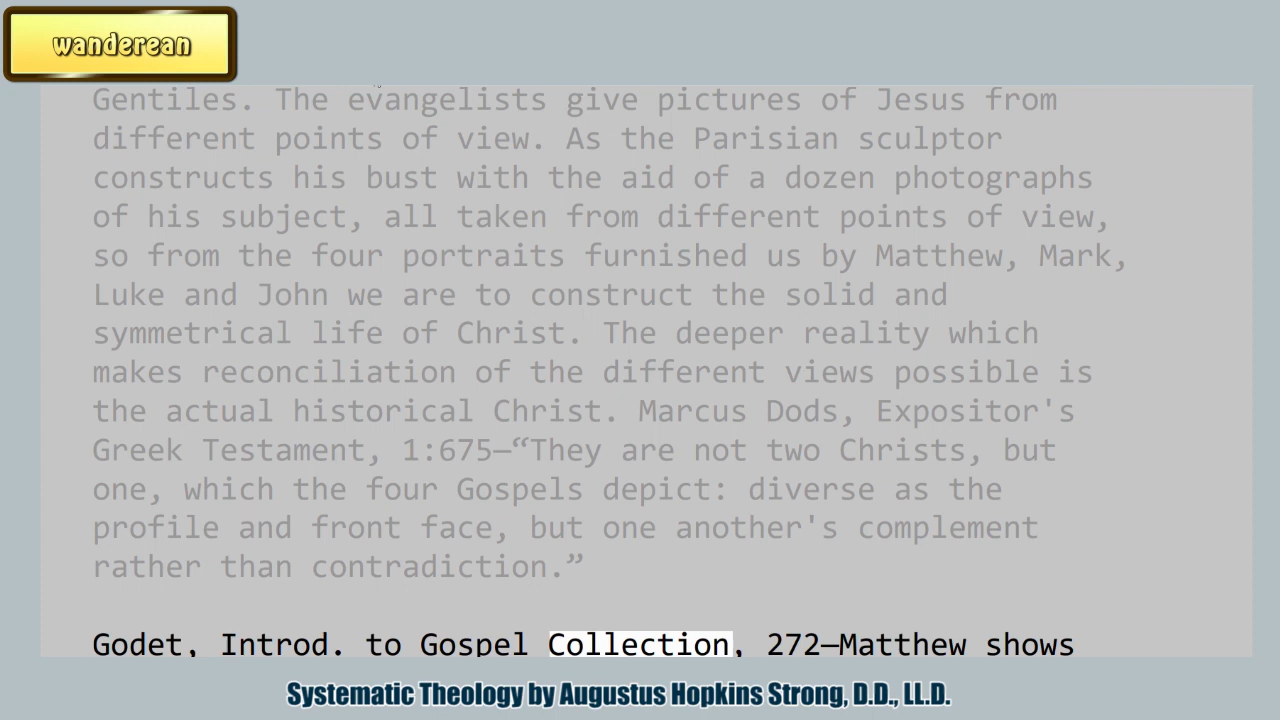 wanderean
Gentiles. The evangelists give pictures of Jesus from
different points of view. As the Parisian sculptor
constructs his bust with the aid of a dozen photographs
of his subject, all taken from different points of view,
so from the four portraits furnished us by Matthew, Mark,
Luke and John we are to construct the solid and
symmetrical life of Christ. The deeper reality which
makes reconciliation of the different views possible is
the actual historical Christ. Marcus Dods, Expositor's
Greek Testament, 1:675—“They are not two Christs, but
one, which the four Gospels depict: diverse as the
profile and front face, but one another's complement
rather than contradiction.”
Godet, Introd. to Gospel Collection, 272—Matthew shows
Systematic Theology by Augustus Hopkins Strong, D.D., LL.D.